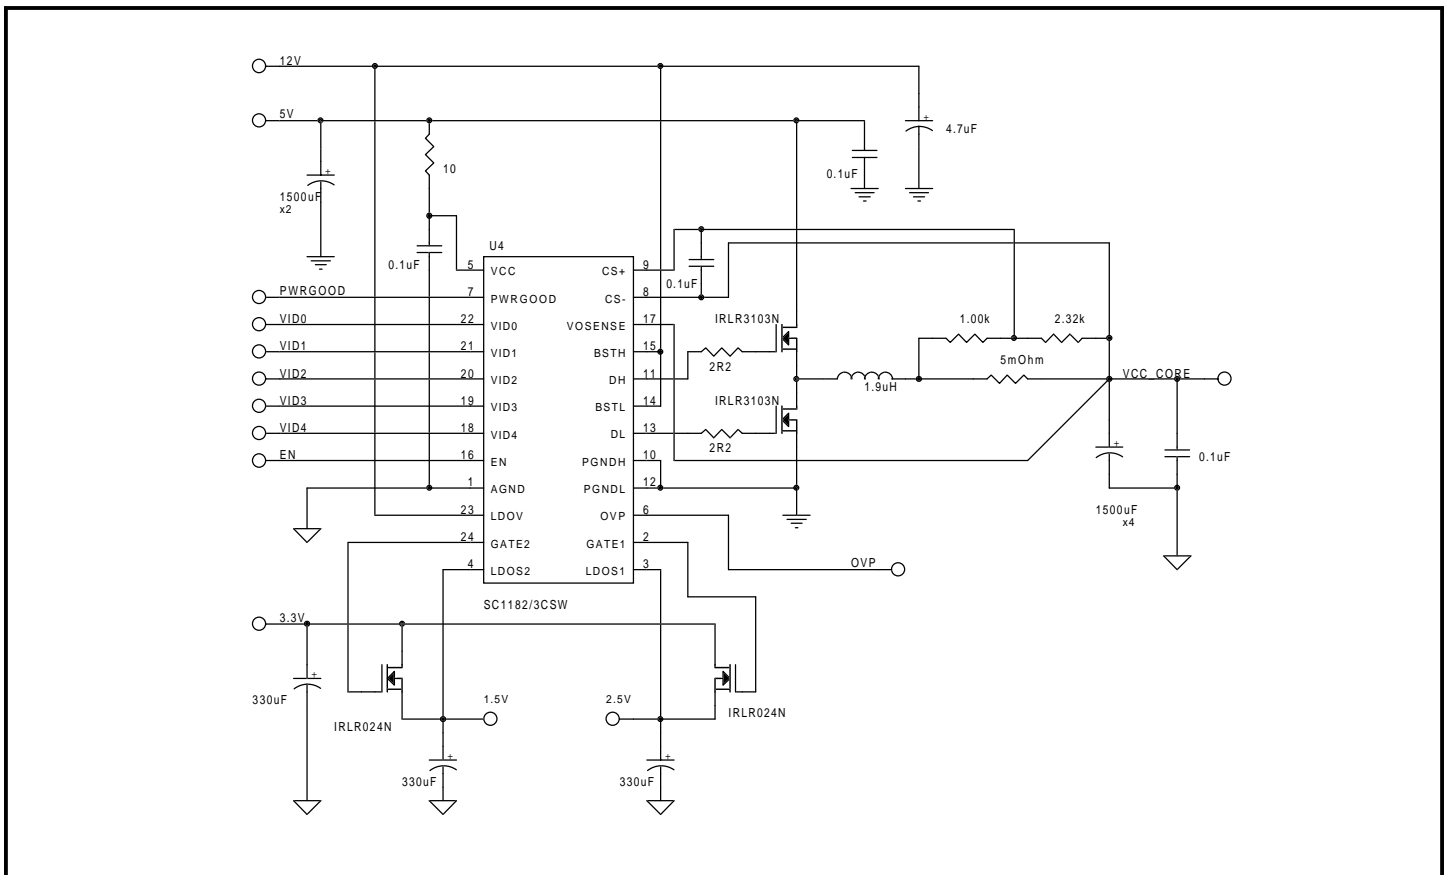 12V
5V
+
4.7uF
10
0.1uF
+
1500uF
x2
U4
0.1uF
5 VCC CS+ 9
0.1uF
PWRGOOD 7 PWRGOOD CS- 8
VID0 22 VID0 VOSENSE 17 IRLR3103N 1.00k 2.32k
VID1 21 VID1 BSTH 15
2R2 5mOhm
VID2 20 VID2 DH 11 1.9uH VCC_CORE
VID3 19 VID3 BSTL 14 IRLR3103N
VID4 18 VID4 DL 13
2R2 +
EN 16 EN PGNDH 10 0.1uF
1 AGND PGNDL 12
23 LDOV OVP 6 1500uF
x4
24 GATE2 GATE1 2
4 LDOS2 LDOS1 3 OVP
SC1182/3CSW
3.3V
+
330uF 1.5V 2.5V
IRLR024N IRLR024N
+ +
330uF 330uF